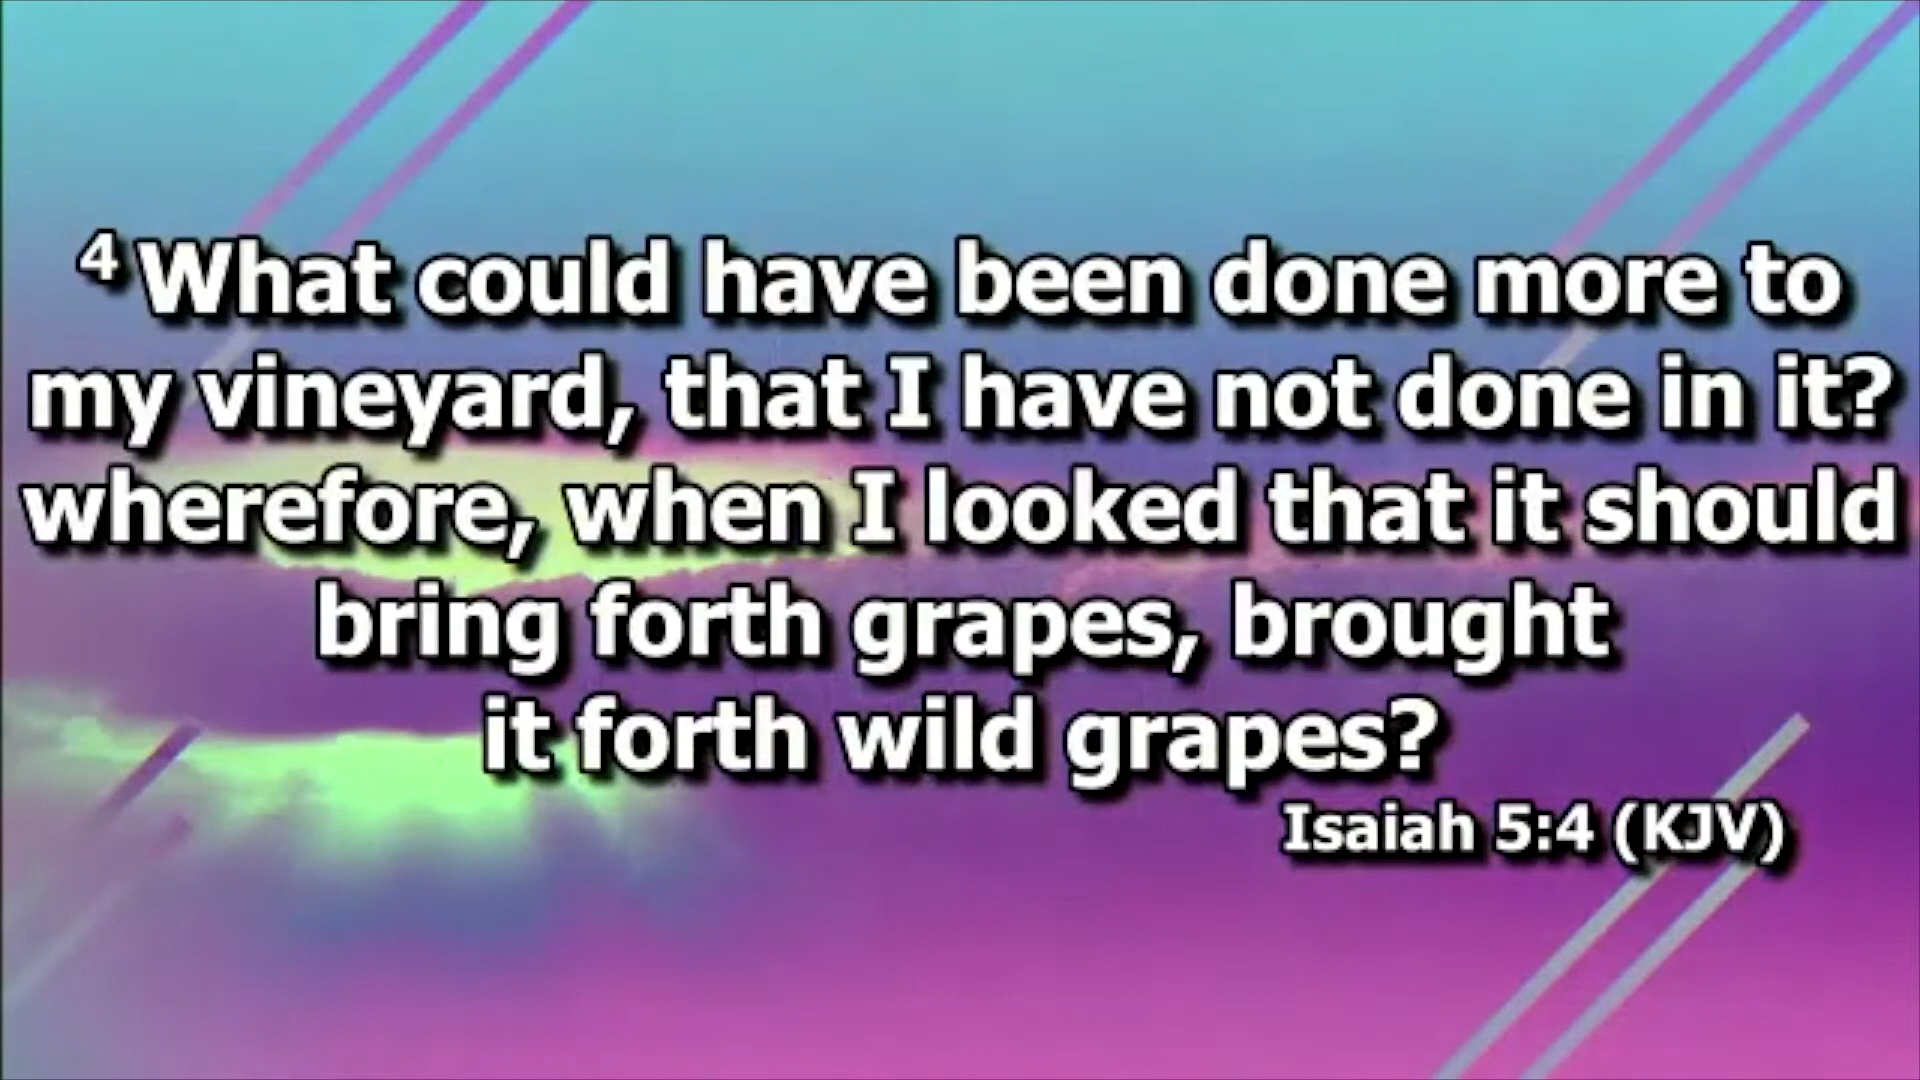 4 What could have been done more to
my vineyard, that I have not done in it?
wherefore, when I looked that it should
bring forth grapes, brought
it forth wild grapes?
Isaiah 5:4 (KJV)